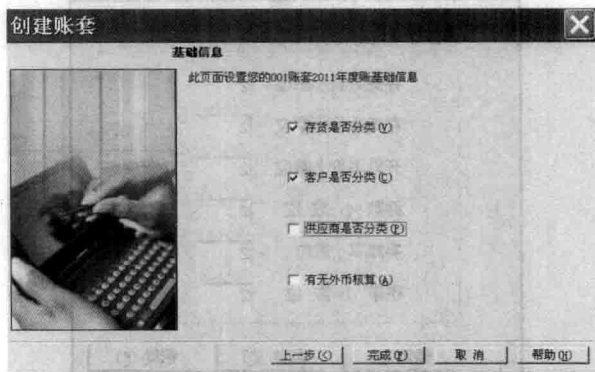 创建账套
基础信息
此页面设置您的001账套2011年度账基础信息
存货是否分类(V)
客户是否分类(C)
供应商是否分类(P)
有无外币核算(A)
上一步(<)
完成(F)
取消
帮助(H)